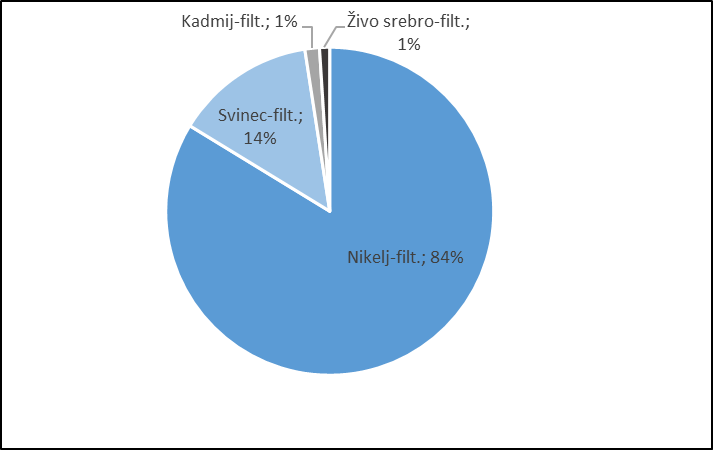 Kadmij-filt.; 1%
Živo srebro-filt.;
1%
Svinec-filt.;
14%
Nikelj-filt.; 84%